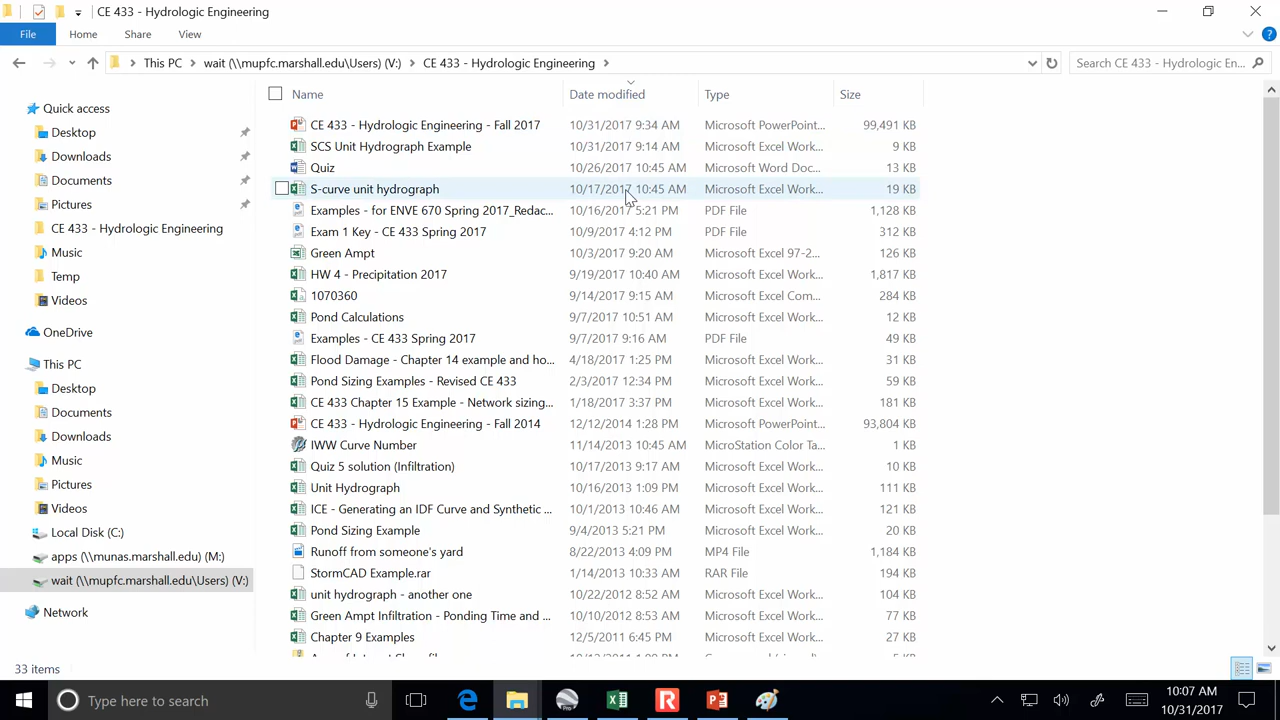 CE 433 - Hydrologic Engineering
File Home Share View
This PC wait (\\mupfc.marshall.edu\Users) (V:) CE 433 - Hydrologic Engineering Search CE 433 - Hydrologic En...
Name Date modified Type Size
Quick access
Desktop
Downloads
Documents
Pictures
CE 433 - Hydrologic Engineering
Music
Temp
Videos
OneDrive
This PC
Desktop
Documents
Downloads
Music
Pictures
Videos
Local Disk (C:)
apps (\\munas.marshall.edu) (M:)
wait (\\mupfc.marshall.edu\Users) (V:)
Network
CE 433 - Hydrologic Engineering - Fall 2017 10/31/2017 9:34 AM Microsoft PowerPoint... 99,491 KB
SCS Unit Hydrograph Example 10/31/2017 9:14 AM Microsoft Excel Work... 9 KB
Quiz 10/26/2017 10:45 AM Microsoft Word Doc... 13 KB
S-curve unit hydrograph 10/17/2017 10:45 AM Microsoft Excel Work... 19 KB
Examples - for ENVE 670 Spring 2017_Redac... 10/16/2017 5:21 PM PDF File 1,128 KB
Exam 1 Key - CE 433 Spring 2017 10/9/2017 4:12 PM PDF File 312 KB
Green Ampt 10/3/2017 9:20 AM Microsoft Excel 97-2... 126 KB
HW 4 - Precipitation 2017 9/19/2017 10:40 AM Microsoft Excel Work... 1,817 KB
1070360 9/14/2017 9:15 AM Microsoft Excel Com... 284 KB
Pond Calculations 9/7/2017 10:51 AM Microsoft Excel Work... 12 KB
Examples - CE 433 Spring 2017 9/7/2017 9:16 AM PDF File 49 KB
Flood Damage - Chapter 14 example and ho... 4/18/2017 1:25 PM Microsoft Excel Work... 31 KB
Pond Sizing Examples - Revised CE 433 2/3/2017 12:34 PM Microsoft Excel Work... 59 KB
CE 433 Chapter 15 Example - Network sizing... 1/18/2017 3:37 PM Microsoft Excel Work... 181 KB
CE 433 - Hydrologic Engineering - Fall 2014 12/12/2014 1:28 PM Microsoft PowerPoint... 93,804 KB
IWW Curve Number 11/14/2013 10:45 AM MicroStation Color Ta... 1 KB
Quiz 5 solution (Infiltration) 10/17/2013 9:17 AM Microsoft Excel Work... 10 KB
Unit Hydrograph 10/16/2013 1:09 PM Microsoft Excel Work... 111 KB
ICE - Generating an IDF Curve and Synthetic ... 10/1/2013 10:46 AM Microsoft Excel Work... 121 KB
Pond Sizing Example 9/4/2013 5:21 PM Microsoft Excel Work... 20 KB
Runoff from someone's yard 8/22/2013 4:09 PM MP4 File 1,184 KB
StormCAD Example.rar 1/14/2013 10:33 AM RAR File 194 KB
unit hydrograph - another one 10/22/2012 8:52 AM Microsoft Excel Work... 104 KB
Green Ampt Infiltration - Ponding Time and ... 10/10/2012 8:53 AM Microsoft Excel Work... 77 KB
Chapter 9 Examples 12/5/2011 6:45 PM Microsoft Excel Work... 27 KB
33 items
Type here to search
10:07 AM
10/31/2017